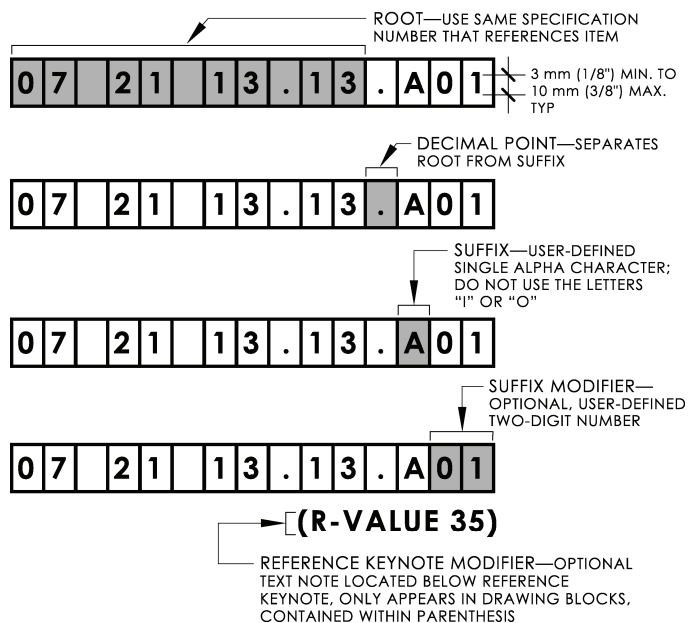 ROOT—USE SAME SPECIFICATION
NUMBER THAT REFERENCES ITEM
07 21 13.13.A01
3 mm (1/8") MIN. TO
10 mm (3/8") MAX.
TYP
DECIMAL POINT—SEPARATES
ROOT FROM SUFFIX
07 21 13.13.A01
SUFFIX—USER-DEFINED
SINGLE ALPHA CHARACTER;
DO NOT USE THE LETTERS
“I” OR “O”
07 21 13.13.A01
SUFFIX MODIFIER—
OPTIONAL, USER-DEFINED
TWO-DIGIT NUMBER
07 21 13.13.A01
(R-VALUE 35)
REFERENCE KEYNOTE MODIFIER—OPTIONAL
TEXT NOTE LOCATED BELOW REFERENCE
KEYNOTE, ONLY APPEARS IN DRAWING BLOCKS,
CONTAINED WITHIN PARENTHESIS